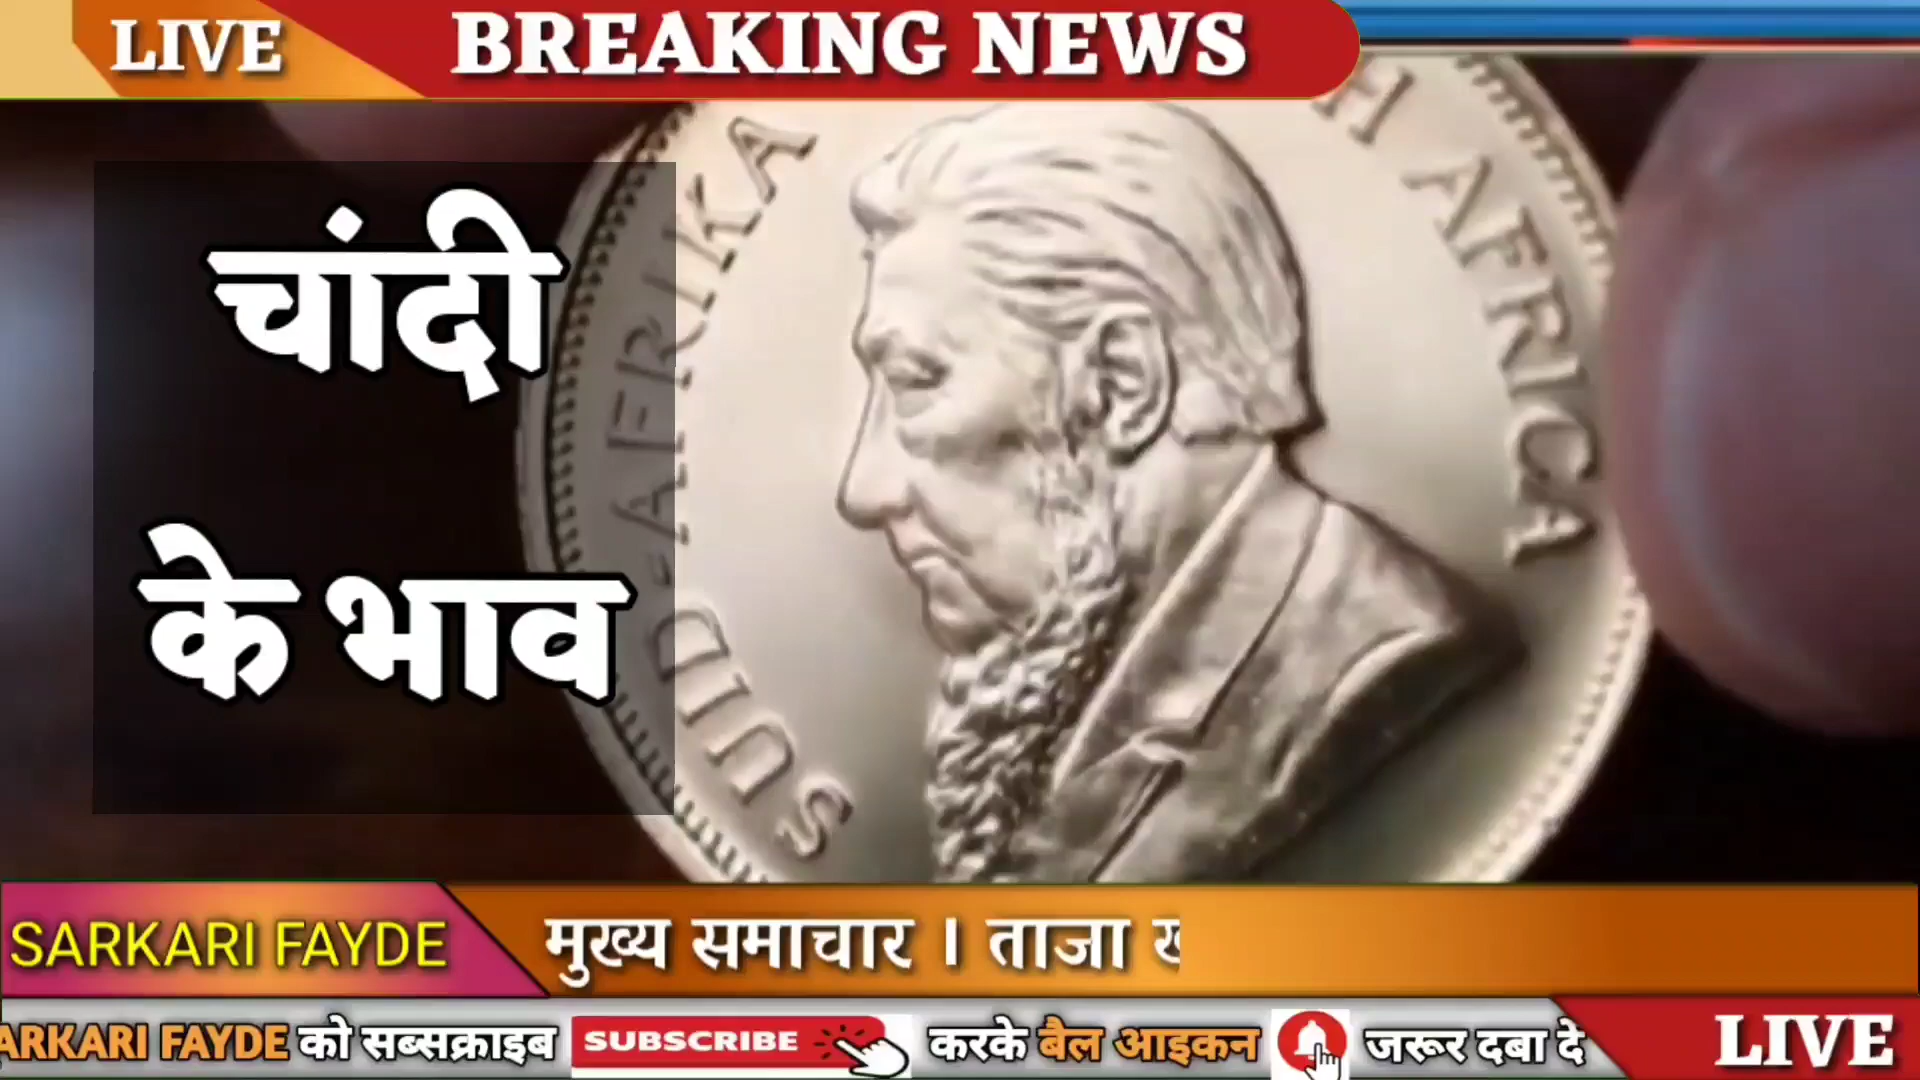 LIVE
BREAKING NEWS
चांदी
के भाव
SUID-AFRIKA
AFRICA
SARKARI FAYDE
मुख्य समाचार । ताजा
FAYDE को सब्सक्राइब SUBSCRIBE करके बैल आइकन जरूर दबा दे
LIVE